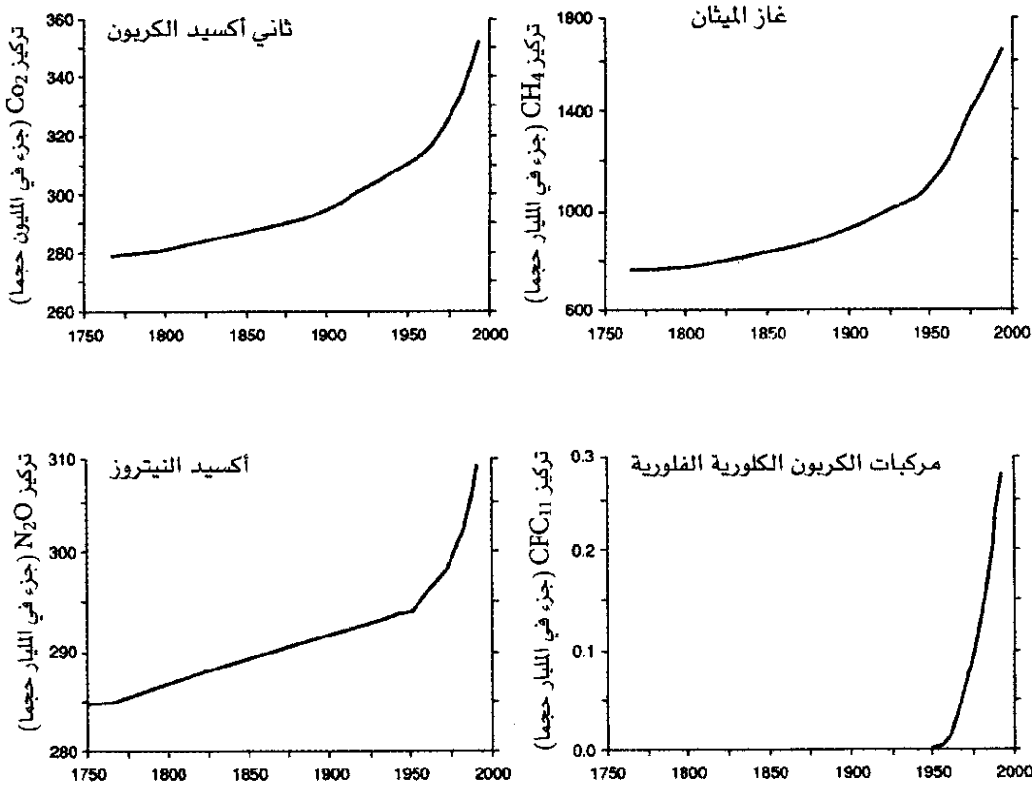 ثاني أكسيد الكربون
تركيز Co₂ (جزء في المليون حجما)
360
340
320
300
280
260
1750 1800 1850 1900 1950 2000
غاز الميثان
تركيز CH₄ (جزء في المليار حجما)
1800
1400
1000
600
1750 1800 1850 1900 1950 2000
أكسيد النيتروز
تركيز N₂O (جزء في المليار حجما)
310
300
290
280
1750 1800 1850 1900 1950 2000
مركبات الكربون الكلورية الفلورية
تركيز CFC₁₁ (جزء في المليار حجما)
0.3
0.2
0.1
0.0
1750 1800 1850 1900 1950 2000